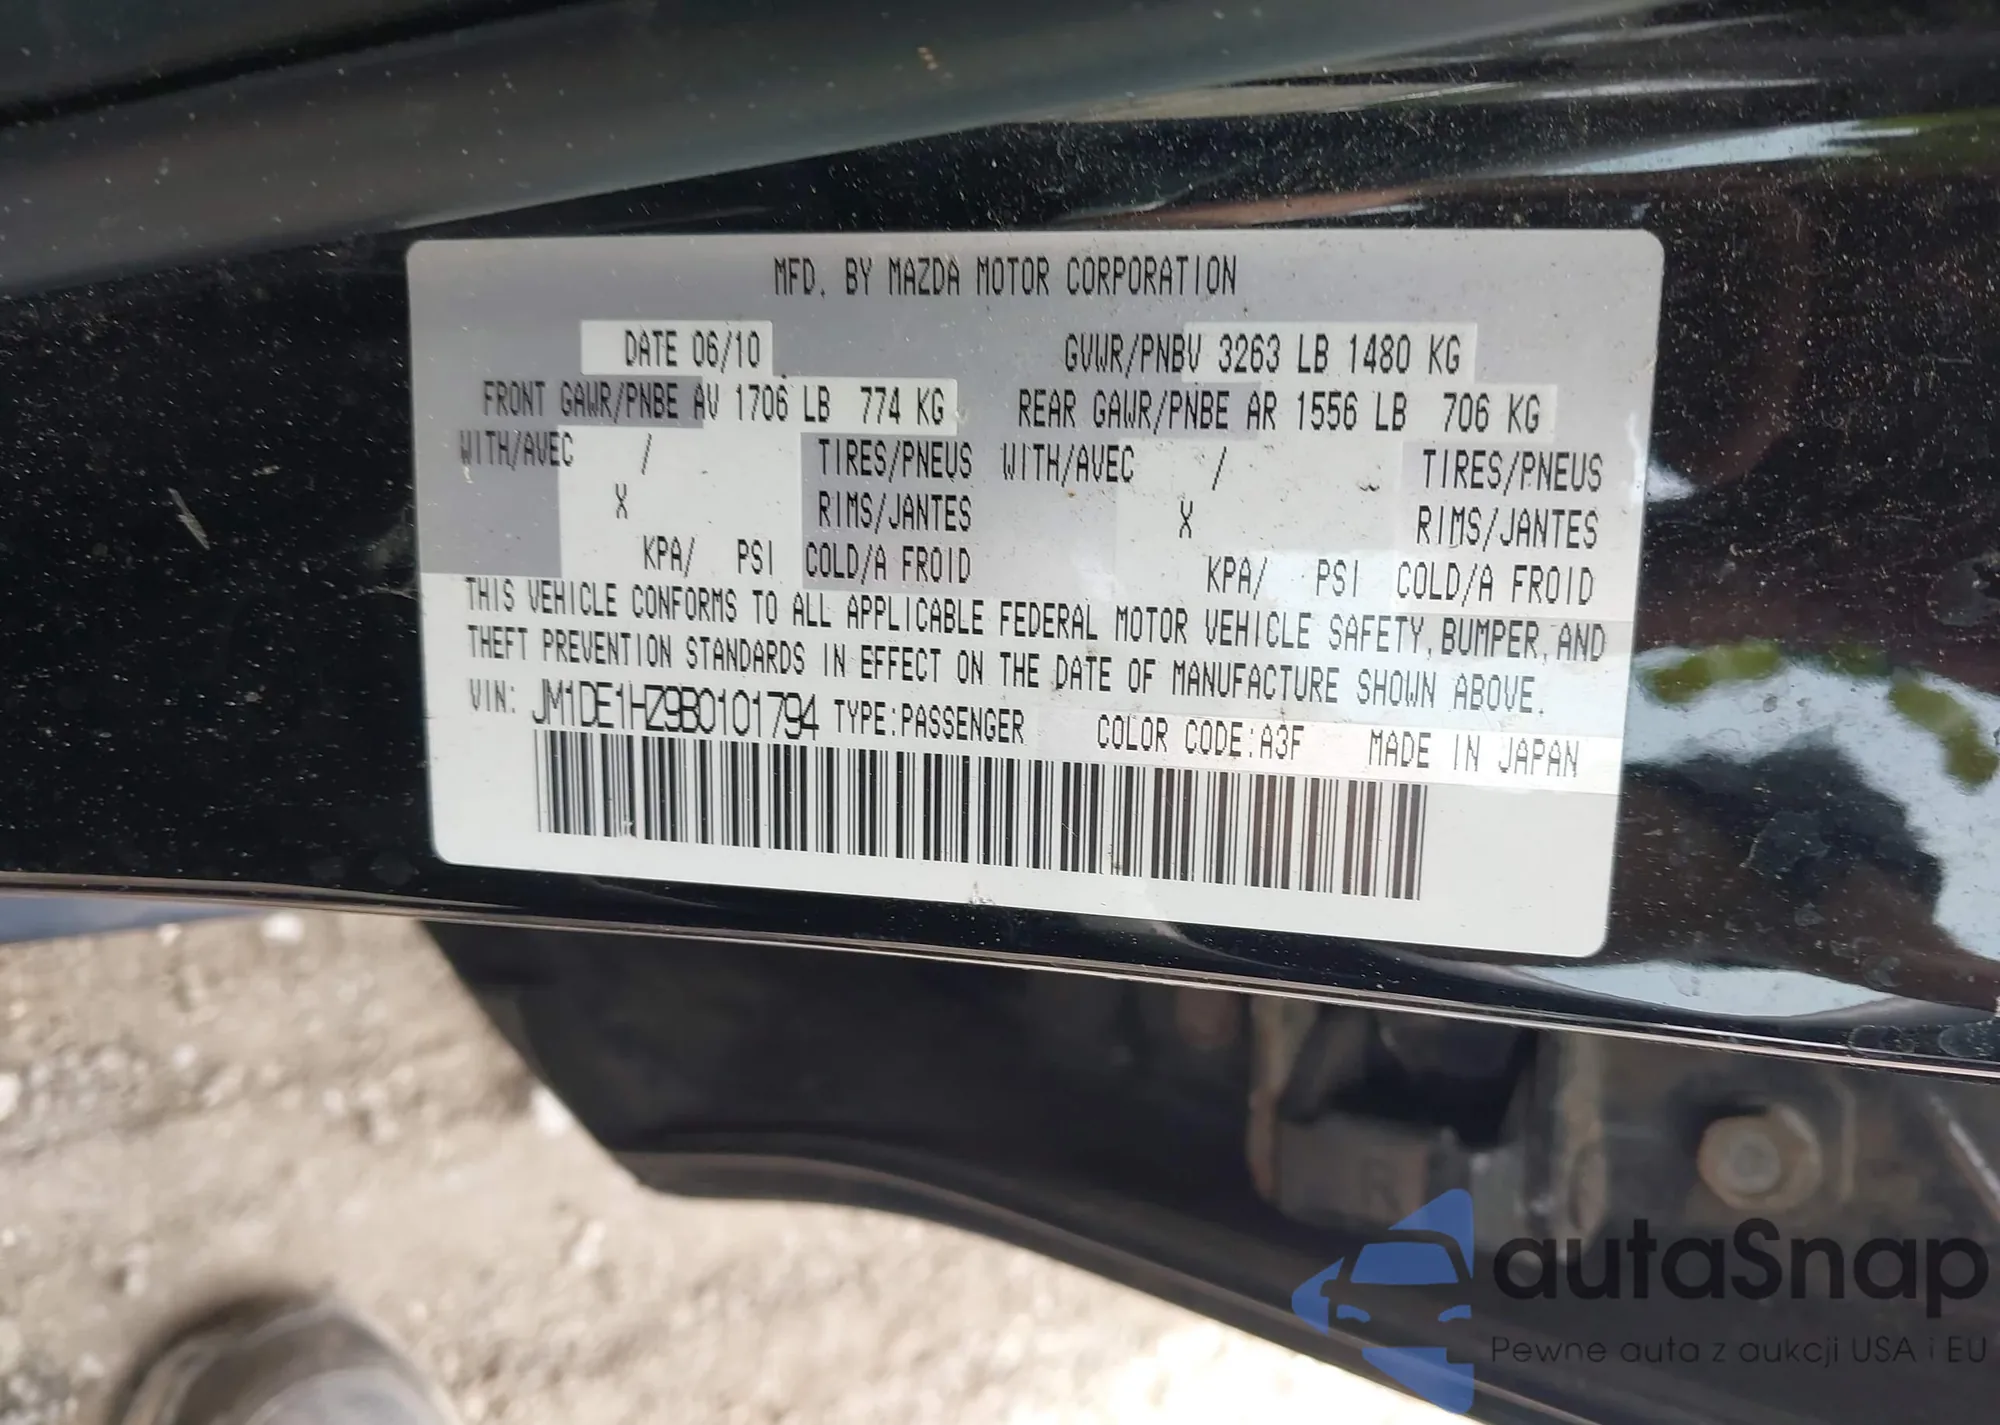 MFD. BY MAZDA MOTOR CORPORATION
DATE 06/10 GVWR/PNBV 3263 LB 1480 KG
FRONT GAWR/PNBE AV 1706 LB 774 KG REAR GAWR/PNBE AR 1556 LB 706 KG
WITH/AVEC / TIRES/PNEUS WITH/AVEC / TIRES/PNEUS
X RIMS/JANTES X RIMS/JANTES
KPA/ PSI COLD/A FROID KPA/ PSI COLD/A FROID
THIS VEHICLE CONFORMS TO ALL APPLICABLE FEDERAL MOTOR VEHICLE SAFETY, BUMPER, AND
THEFT PREVENTION STANDARDS IN EFFECT ON THE DATE OF MANUFACTURE SHOWN ABOVE.
VIN: JM1DE1HZ9B0101794 TYPE:PASSENGER COLOR CODE:A3F MADE IN JAPAN
R
autaSnap
Pewne auta z aukcji USA i EU